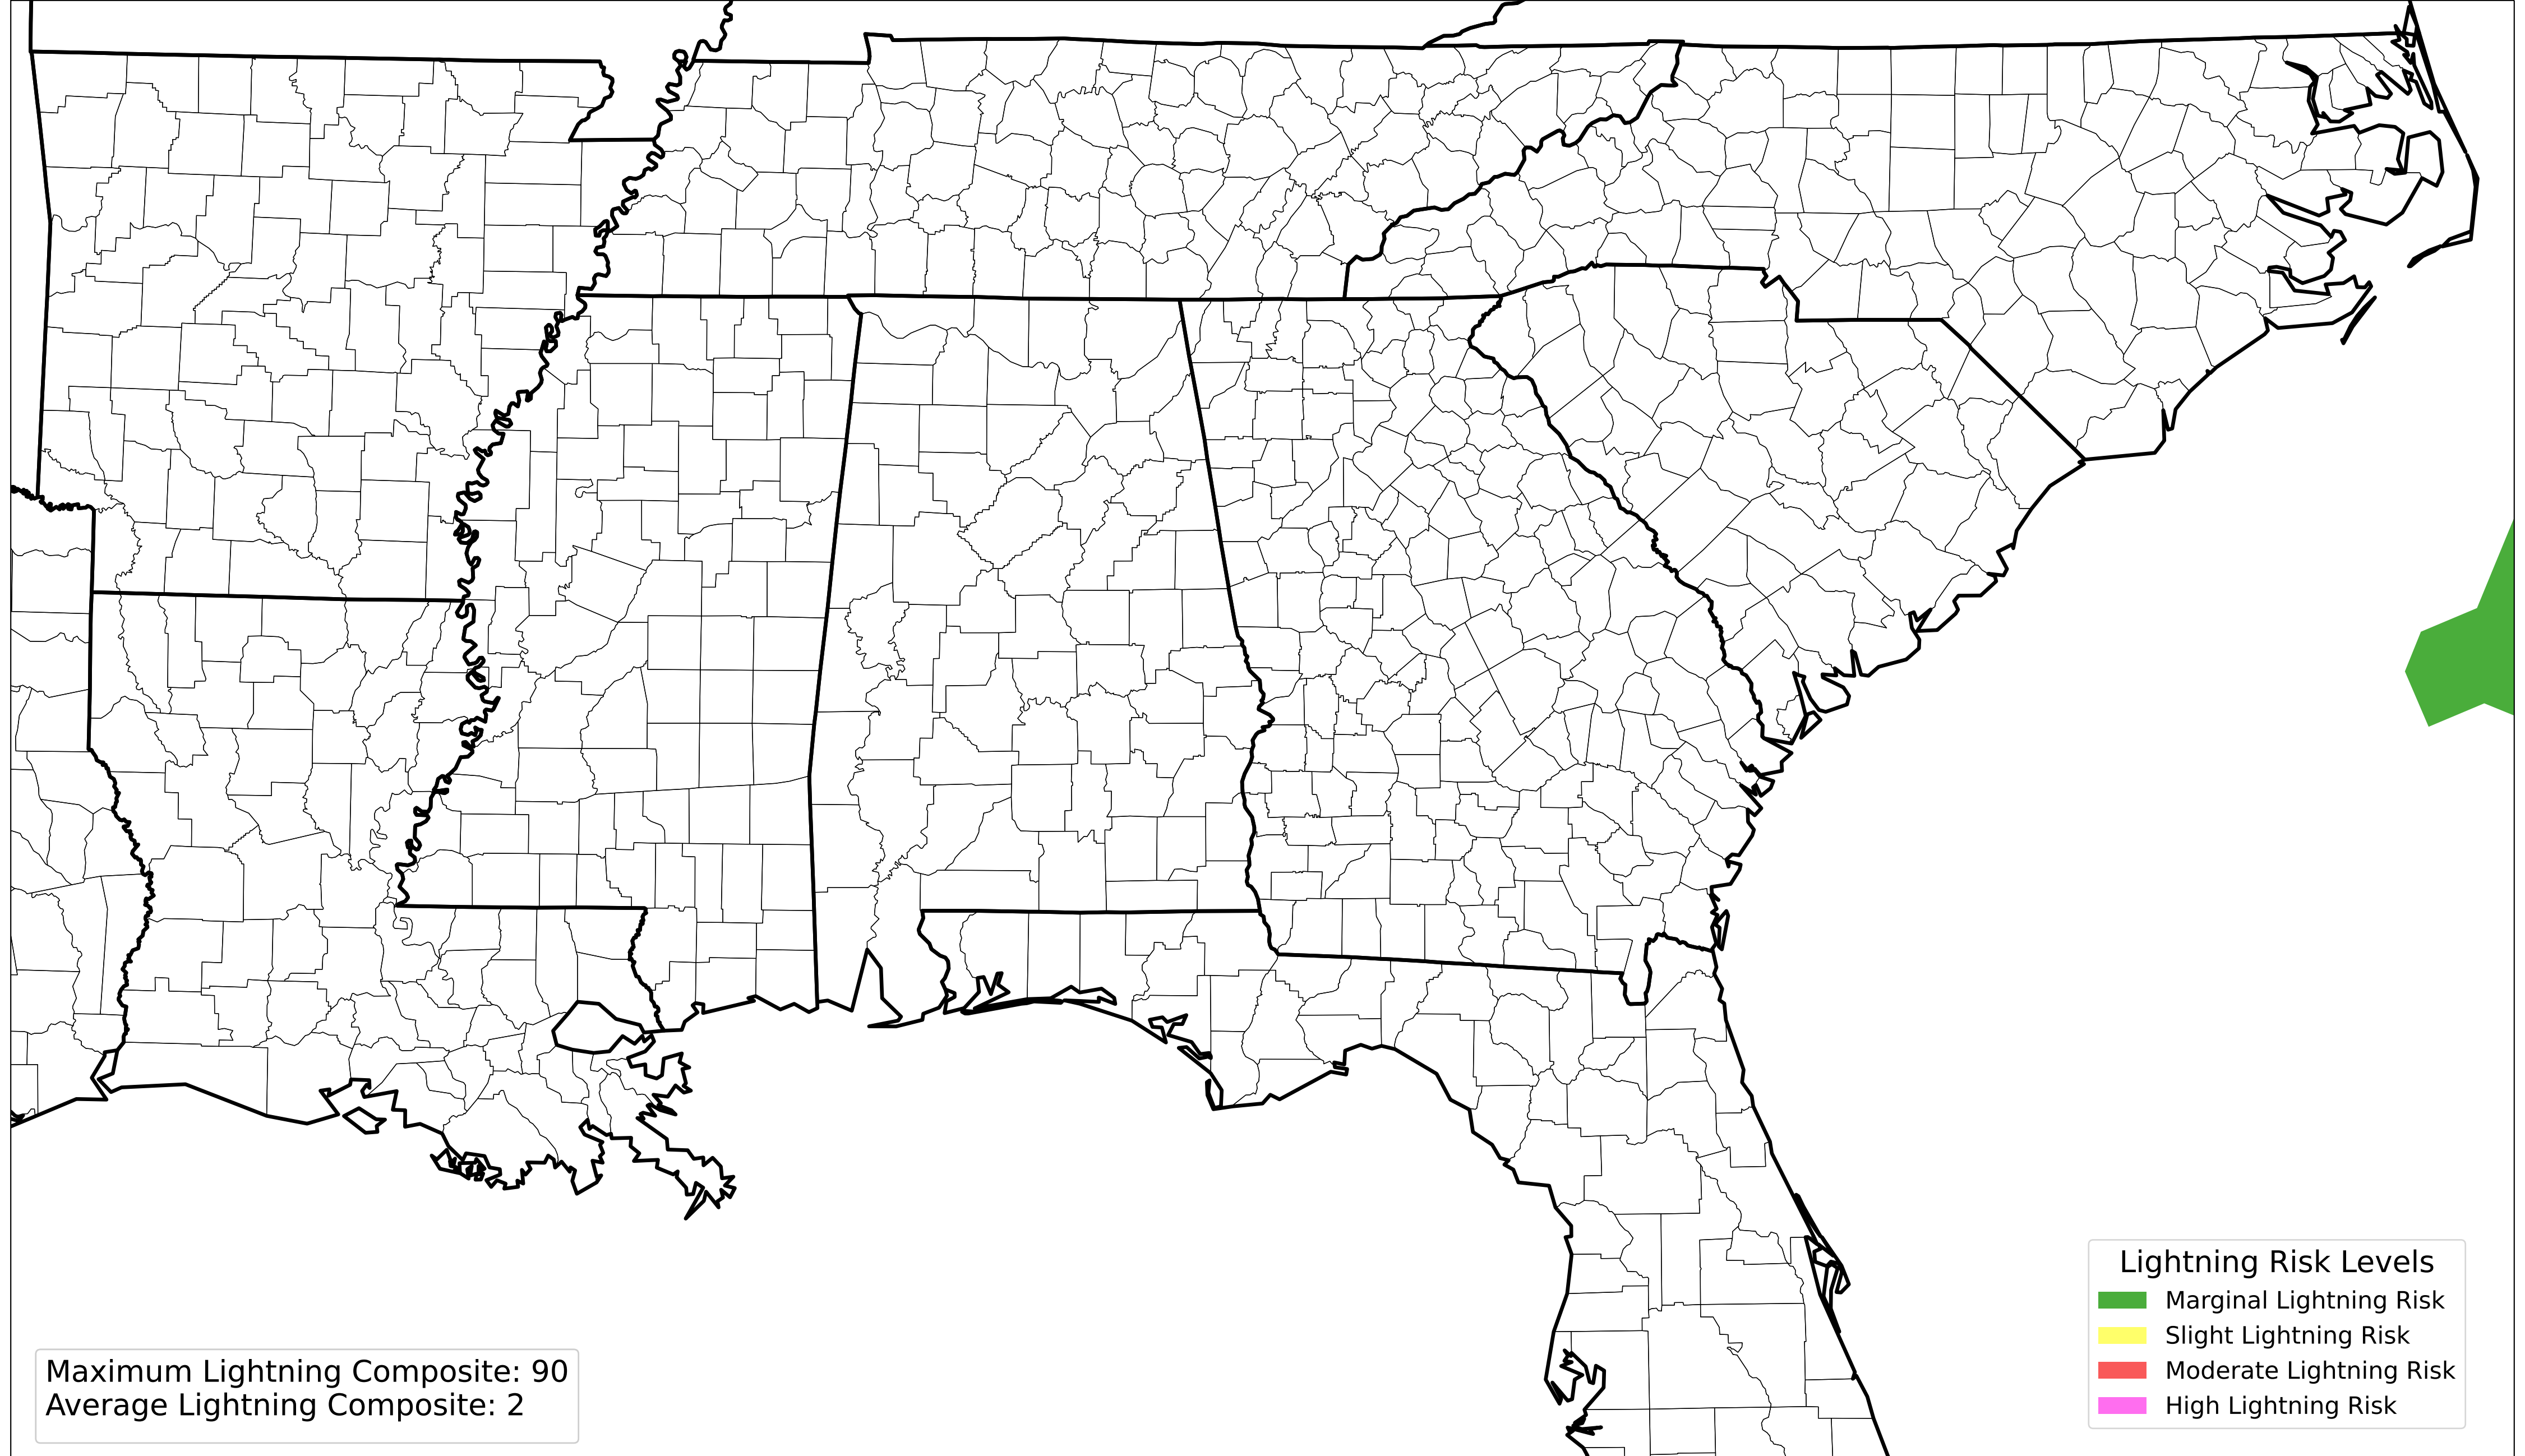 Lightning Risk Levels
Marginal Lightning Risk
Slight Lightning Risk
Moderate Lightning Risk
High Lightning Risk
Maximum Lightning Composite: 90
Average Lightning Composite: 2